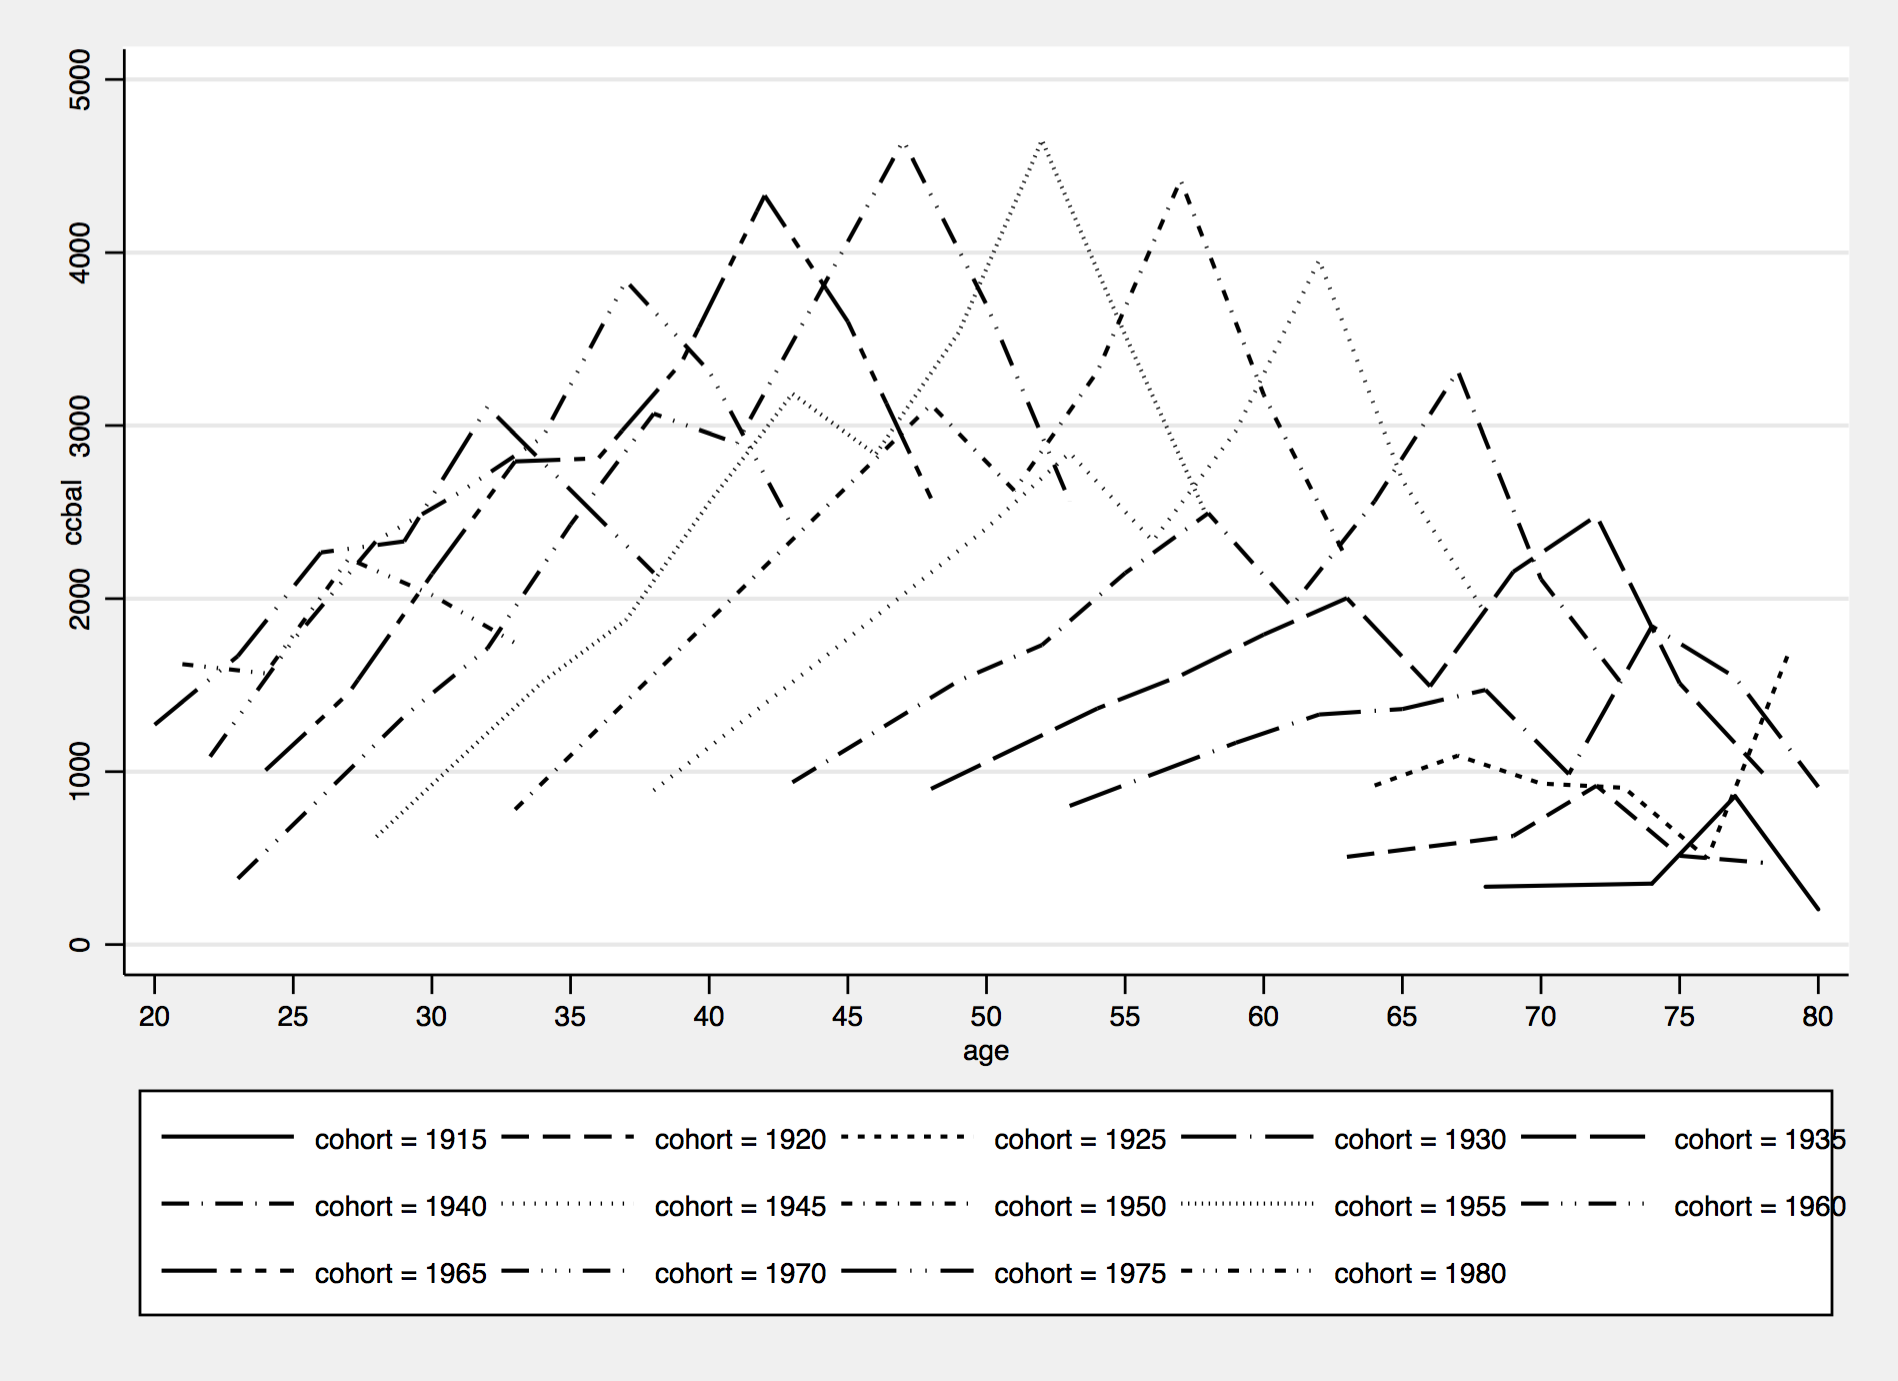 5000
4000
3000
2000
1000
0
ccbal
20 25 30 35 40 45 50 55 60 65 70 75 80
age
cohort = 1915 cohort = 1920 cohort = 1925 cohort = 1930 cohort = 1935
cohort = 1940 cohort = 1945 cohort = 1950 cohort = 1955 cohort = 1960
cohort = 1965 cohort = 1970 cohort = 1975 cohort = 1980